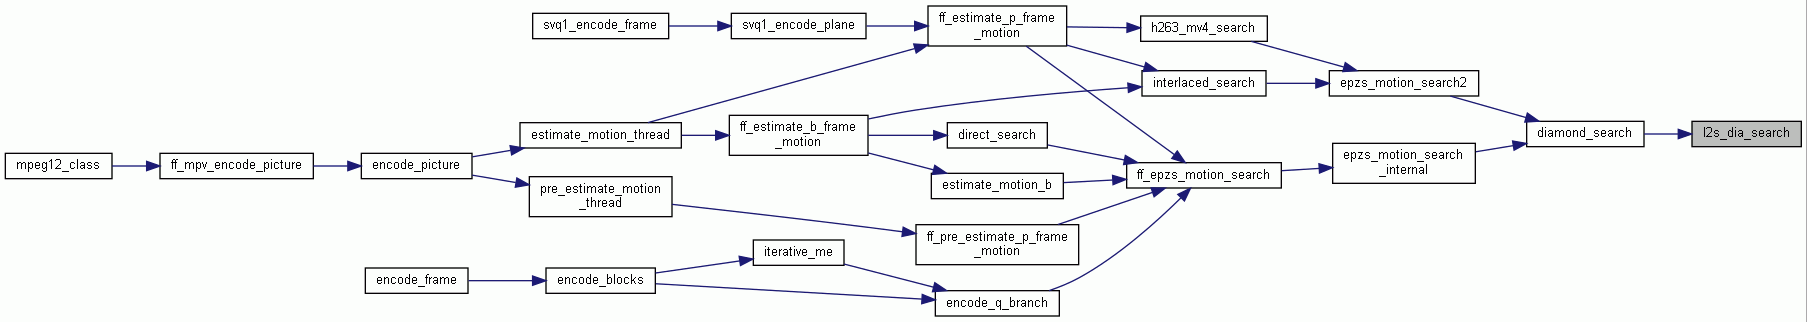 svq1_encode_frame
svq1_encode_plane
ff_estimate_p_frame
_motion
h263_mv4_search
interlaced_search
epzs_motion_search2
estimate_motion_thread
ff_estimate_b_frame
_motion
direct_search
diamond_search
l2s_dia_search
mpeg12_class
ff_mpv_encode_picture
encode_picture
epzs_motion_search
_internal
ff_epzs_motion_search
estimate_motion_b
pre_estimate_motion
_thread
ff_pre_estimate_p_frame
_motion
iterative_me
encode_frame
encode_blocks
encode_q_branch